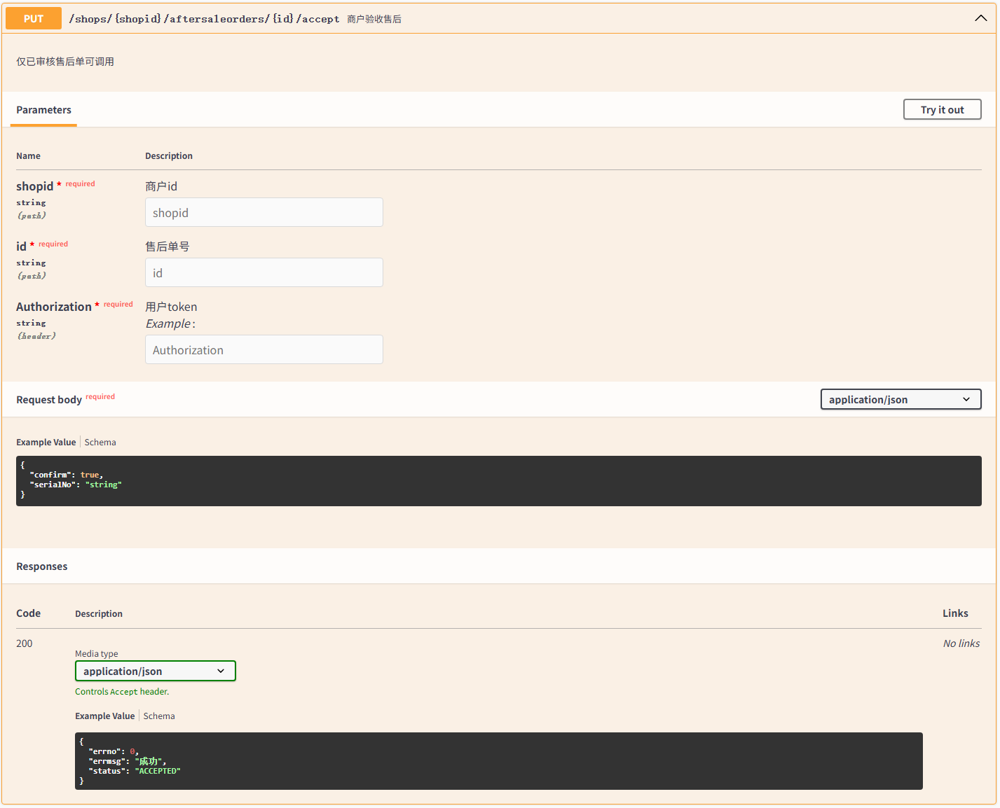 PUT /shops/{shopid}/aftersaleorders/{id}/accept 商户验收售后
仅已审核售后单可调用
Parameters
Try it out
Name Description
shopid * required
string
(path)
商户id
shopid
id * required
string
(path)
售后单号
id
Authorization * required
string
(header)
用户token
Example :
Authorization
Request body required
application/json
Example Value Schema
{
"confirm": true,
"serialNo": "string"
}
Responses
Code Description Links
200
No links
Media type
application/json
Controls Accept header.
Example Value Schema
{
"errno": 0,
"errmsg": "成功",
"status": "ACCEPTED"
}